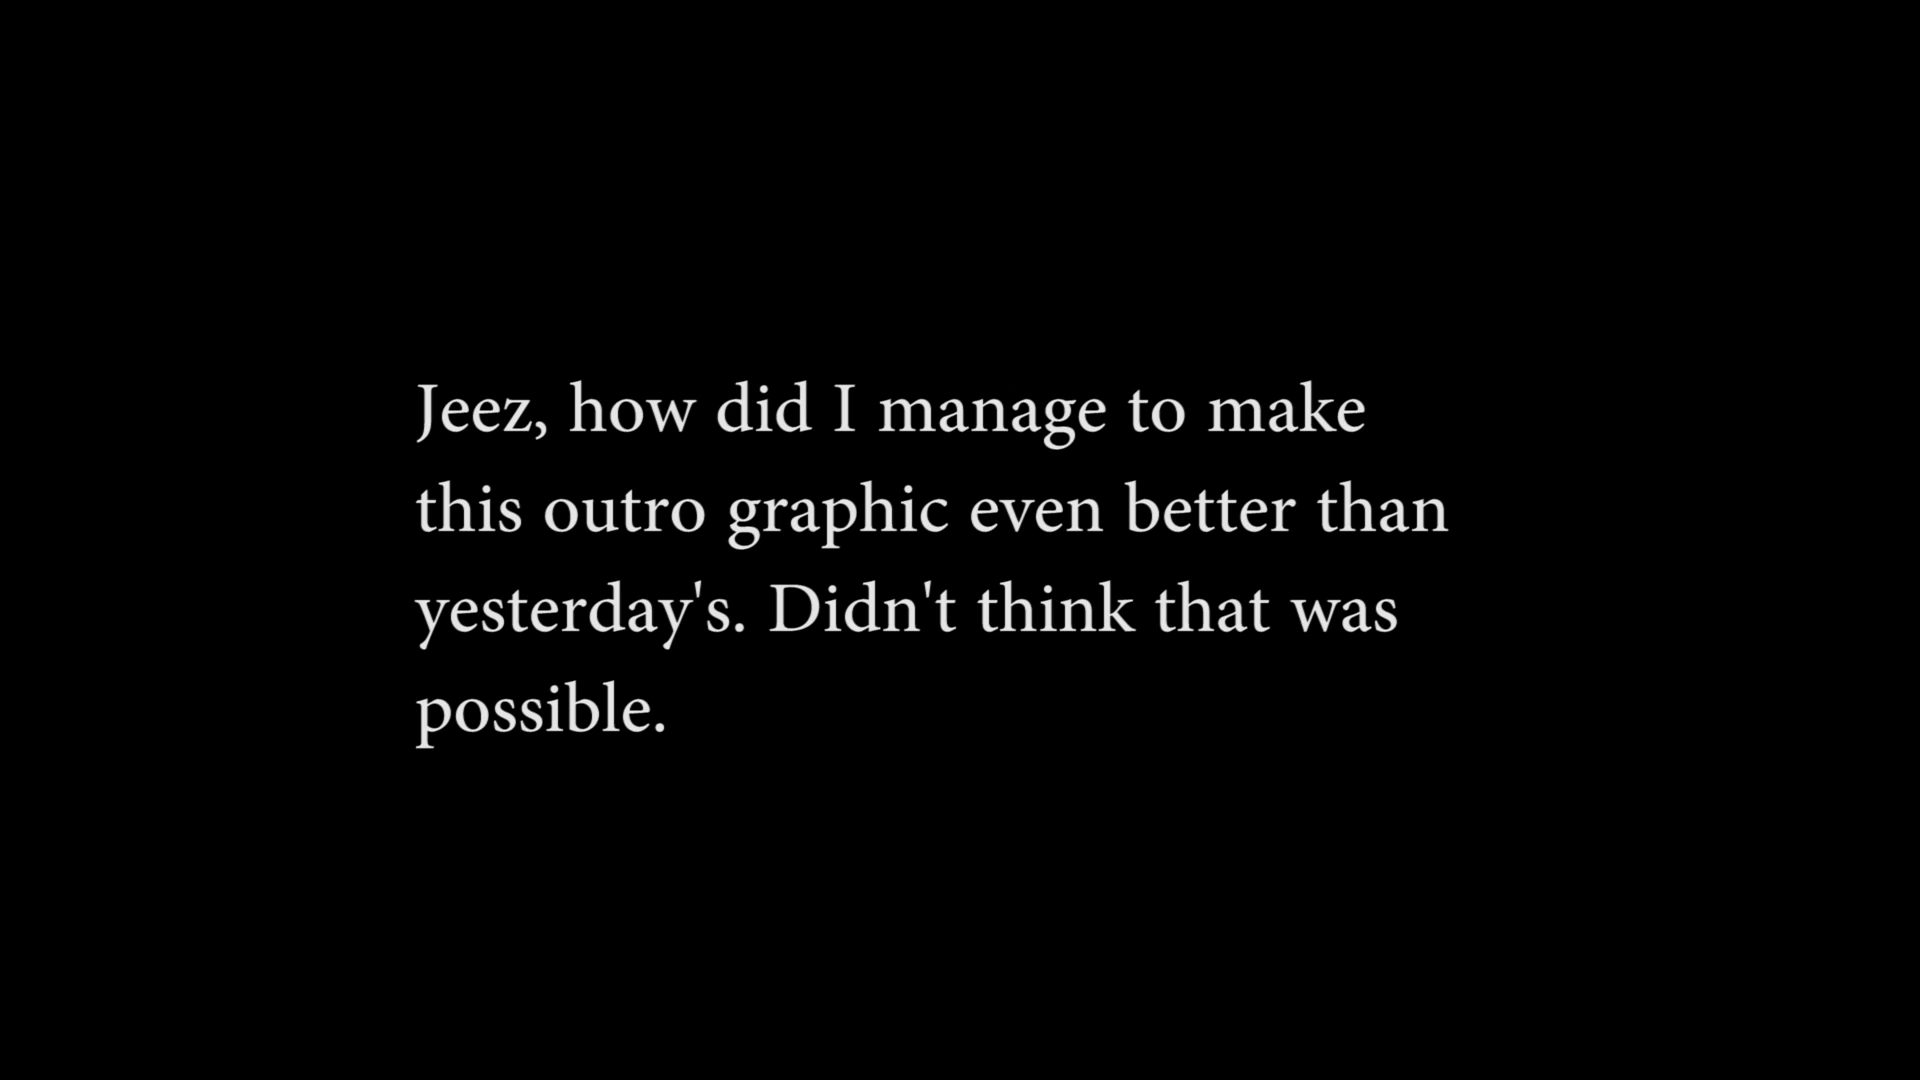 Jeez, how did I manage to make
this outro graphic even better than
yesterday's. Didn't think that was
possible.